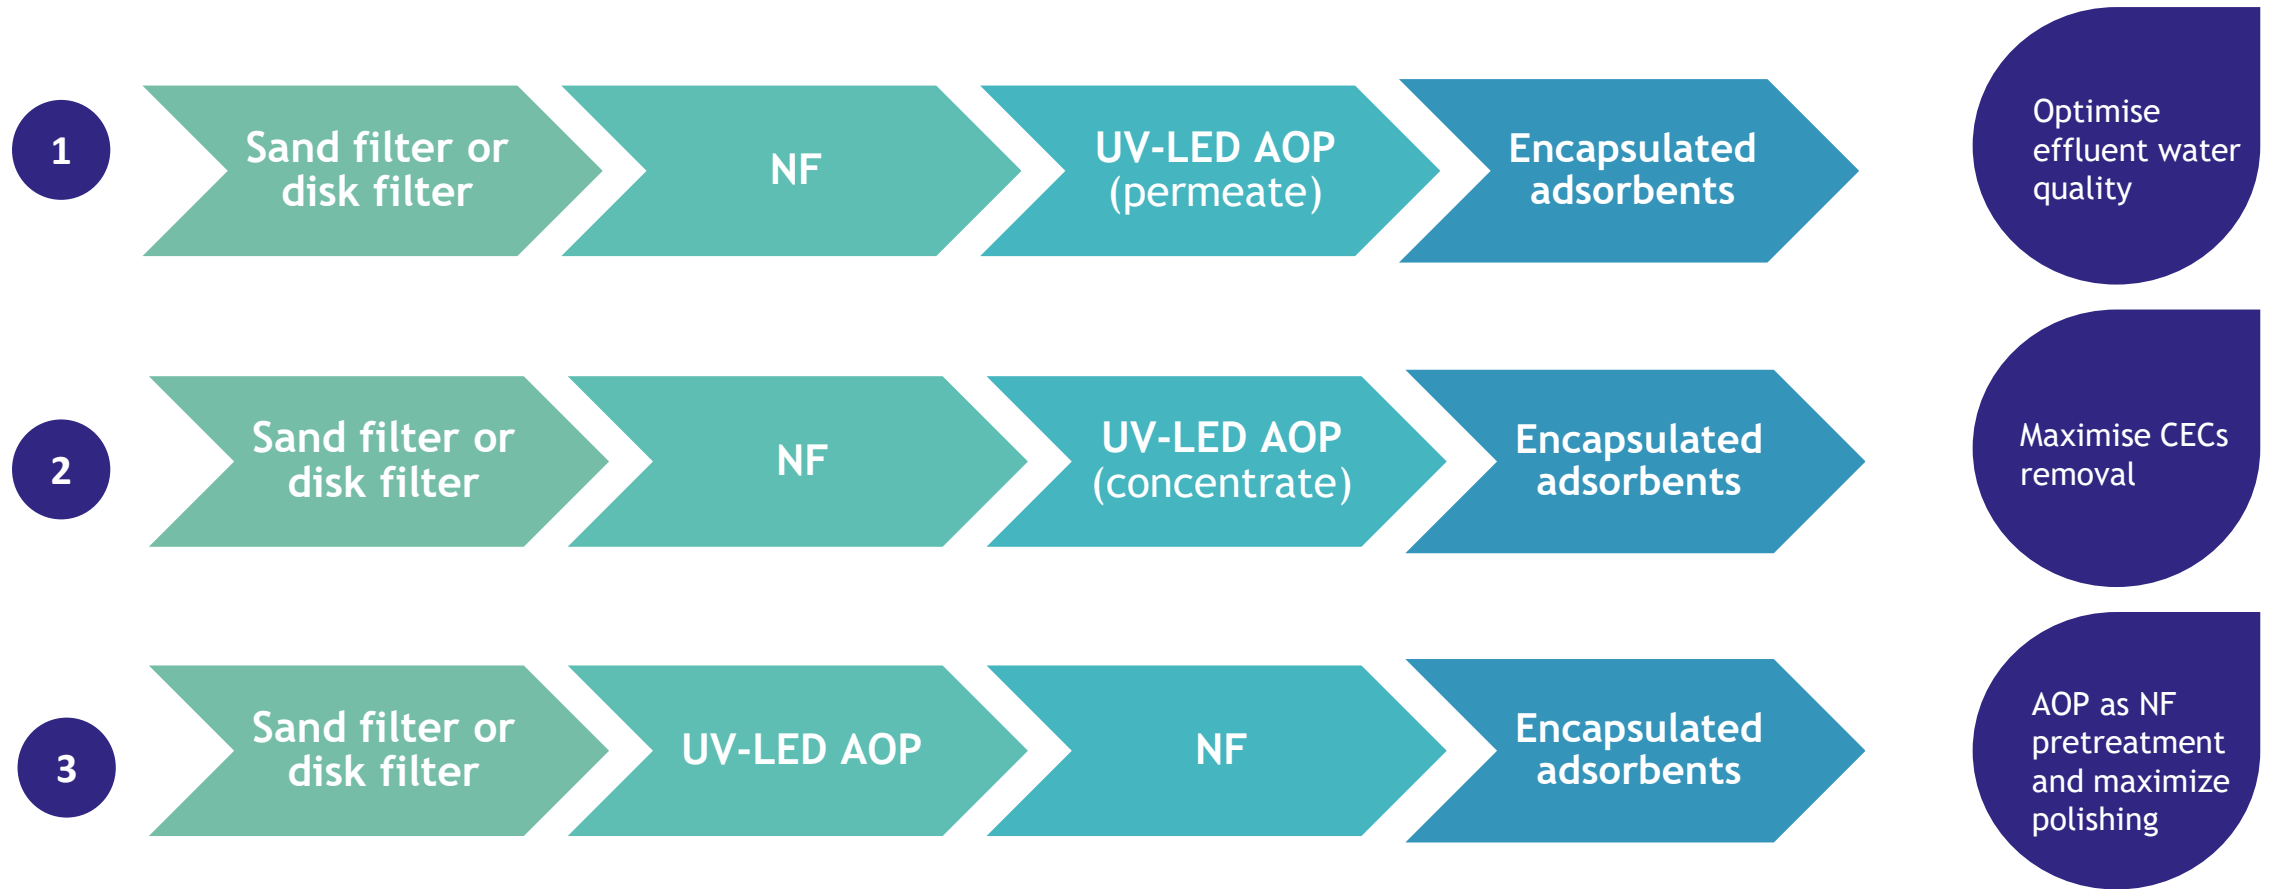 1
Sand filter or
disk filter
NF
UV-LED AOP
(permeate)
Encapsulated
adsorbents
Optimise
effluent water
quality
2
Sand filter or
disk filter
NF
UV-LED AOP
(concentrate)
Encapsulated
adsorbents
Maximise CECs
removal
3
Sand filter or
disk filter
UV-LED AOP
NF
Encapsulated
adsorbents
AOP as NF
pretreatment
and maximize
polishing